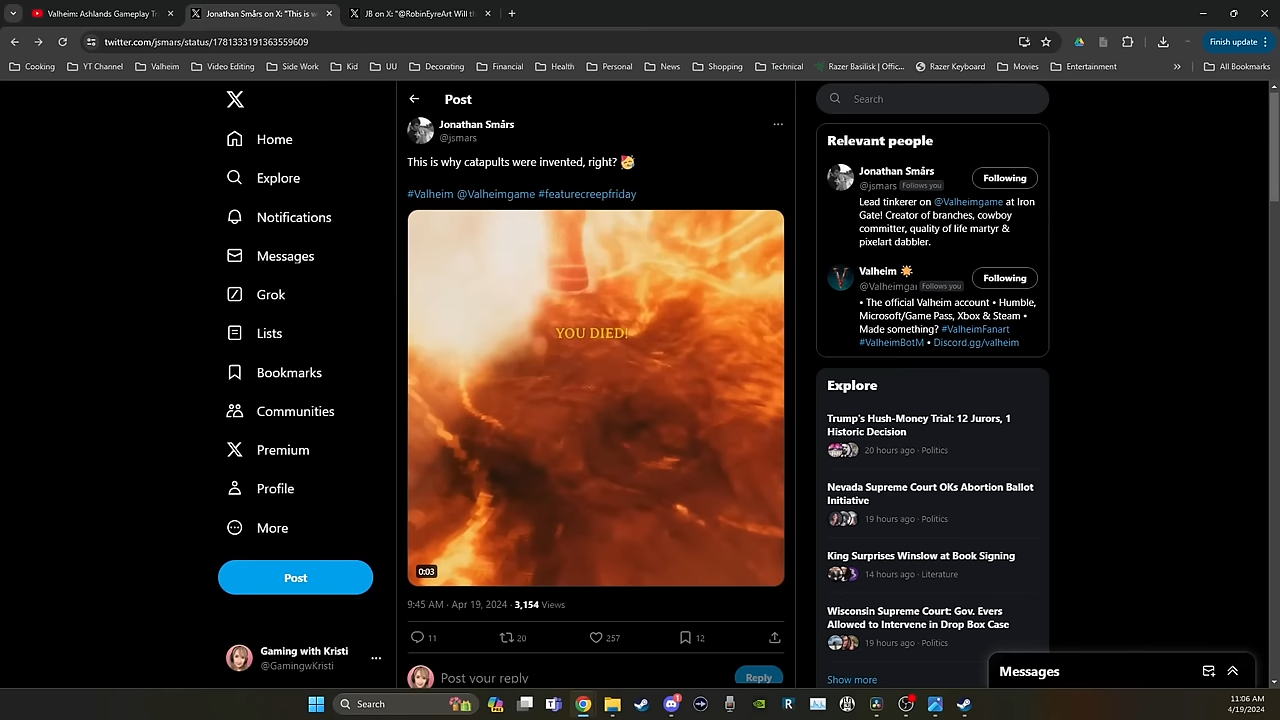 Valheim: Ashlands Gameplay Tr
Jonathan Smårs on X: "This is w
JB on X: "@RobinEyreArt Will th
twitter.com/jsmars/status/1781333191363559609
Finish update
Cooking
YT Channel
Valheim
Video Editing
Side Work
Kid
UU
Decorating
Financial
Health
Personal
News
Shopping
Technical
Razer Basilisk | Offic...
Razer Keyboard
Movies
Entertainment
All Bookmarks
Home
Explore
Notifications
Messages
Grok
Lists
Bookmarks
Communities
Premium
Profile
More
Post
Gaming with Kristi
@GamingwKristi
Post
Jonathan Smårs
@jsmars
This is why catapults were invented, right? 🥳
#Valheim @Valheimgame #featurecreepfriday
YOU DIED!
0:03
9:45 AM · Apr 19, 2024 · 3,154 Views
11
20
257
12
Post your reply
Reply
Search
Relevant people
Jonathan Smårs
@jsmars Follows you
Following
Lead tinkerer on @Valheimgame at Iron
Gate! Creator of branches, cowboy
committer, quality of life martyr &
pixelart dabbler.
Valheim ☀️
@Valheimgai Follows you
Following
• The official Valheim account • Humble,
Microsoft/Game Pass, Xbox & Steam •
Made something? #ValheimFanart
#ValheimBotM • Discord.gg/valheim
Explore
Trump's Hush-Money Trial: 12 Jurors, 1
Historic Decision
20 hours ago · Politics
Nevada Supreme Court OKs Abortion Ballot
Initiative
19 hours ago · Politics
King Surprises Winslow at Book Signing
14 hours ago · Literature
Wisconsin Supreme Court: Gov. Evers
Allowed to Intervene in Drop Box Case
19 hours ago · Politics
Show more
Messages
Search
11:06 AM
4/19/2024